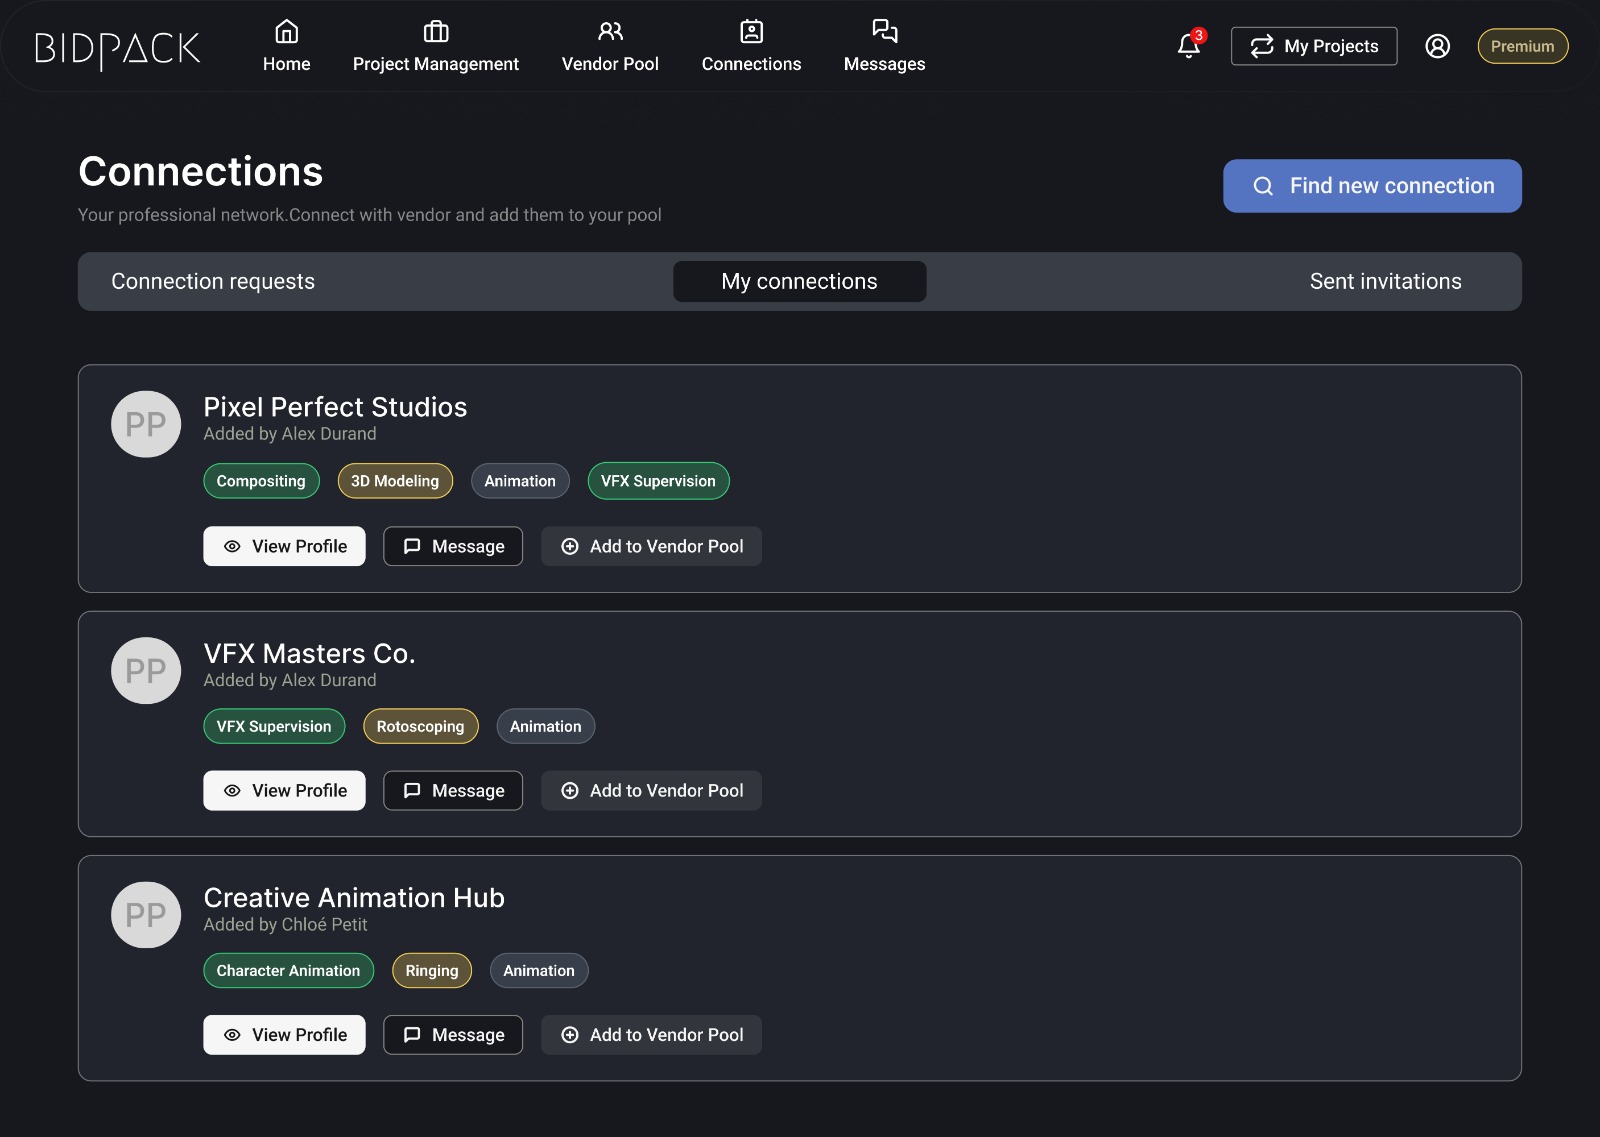 BIDPACK
Home
Project Management
Vendor Pool
Connections
Messages
3
My Projects
Premium
Connections
Find new connection
Your professional network.Connect with vendor and add them to your pool
Connection requests
My connections
Sent invitations
PP
Pixel Perfect Studios
Added by Alex Durand
Compositing
3D Modeling
Animation
VFX Supervision
View Profile
Message
Add to Vendor Pool
PP
VFX Masters Co.
Added by Alex Durand
VFX Supervision
Rotoscoping
Animation
View Profile
Message
Add to Vendor Pool
PP
Creative Animation Hub
Added by Chloé Petit
Character Animation
Ringing
Animation
View Profile
Message
Add to Vendor Pool